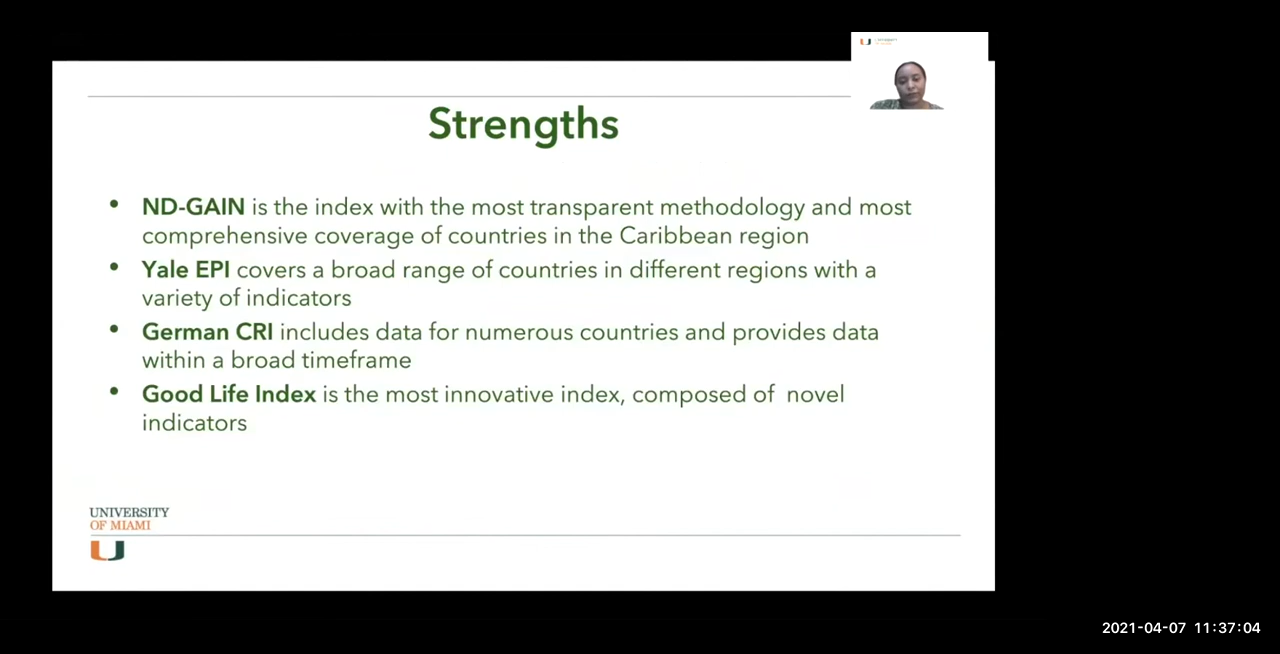 Strengths
• ND-GAIN is the index with the most transparent methodology and most
comprehensive coverage of countries in the Caribbean region
• Yale EPI covers a broad range of countries in different regions with a
variety of indicators
• German CRI includes data for numerous countries and provides data
within a broad timeframe
• Good Life Index is the most innovative index, composed of  novel
indicators
UNIVERSITY
OF MIAMI
2021-04-07 11:37:04